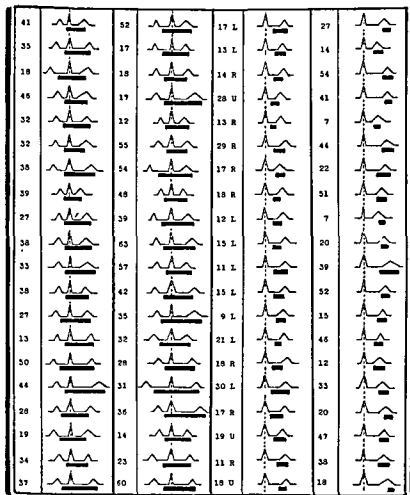 41 52 17 L 27
35 17 13 L 14
18 18 14 R 54
46 17 28 U 41
32 12 13 R 7
32 55 29 R 44
38 54 17 R 22
39 48 18 R 51
27 39 12 L 7
38 63 15 L 20
33 57 11 L 39
38 42 15 L 52
27 35 9 L 15
13 32 21 L 46
50 28 18 R 12
44 31 30 L 33
28 36 17 R 20
19 14 19 U 47
34 23 11 R 38
37 60 18 U 18